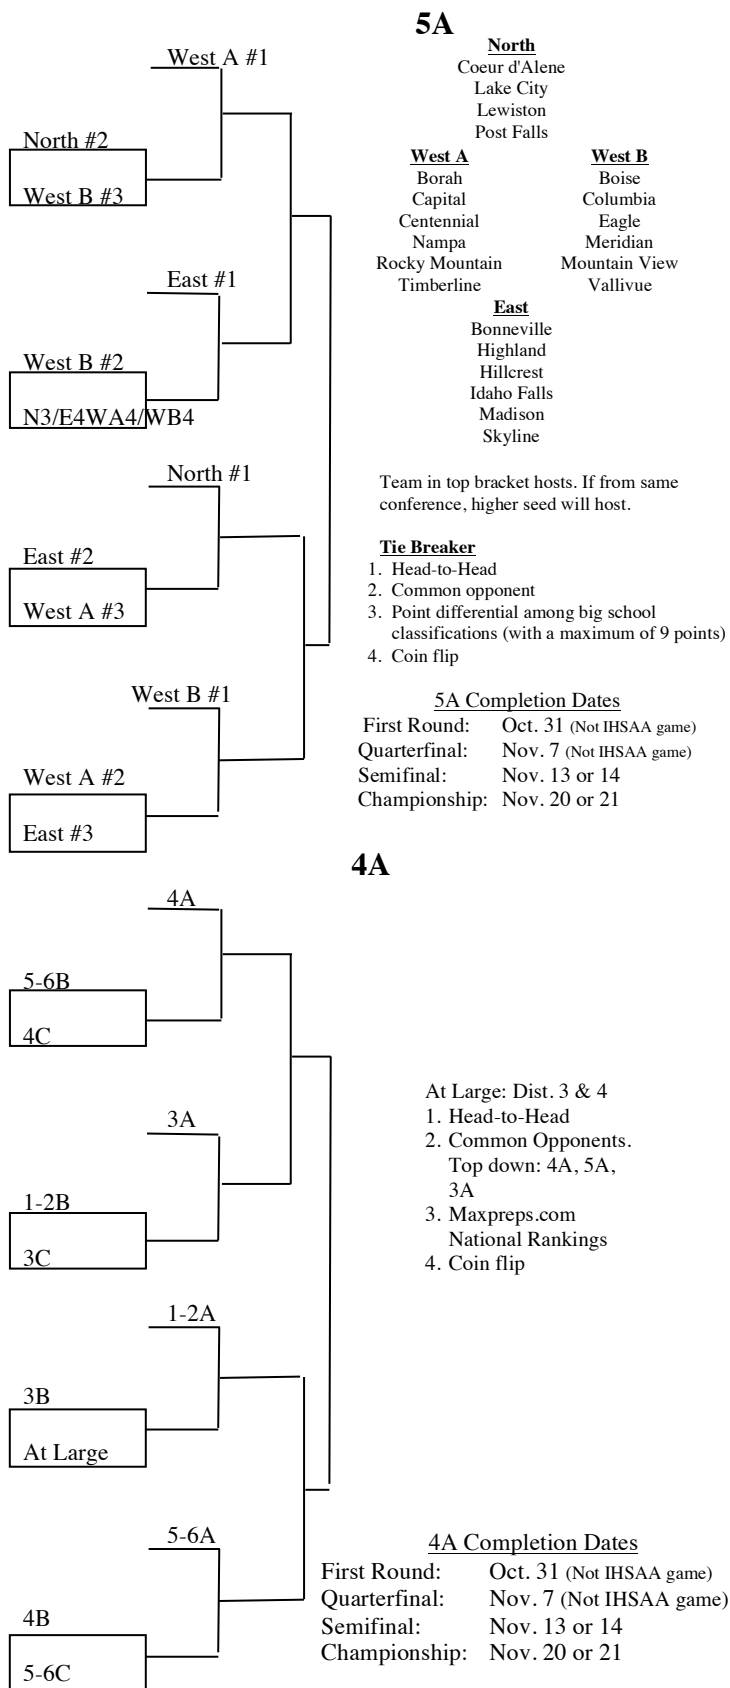 5A
West A #1
North #2
West B #3
East #1
West B #2
N3/E4WA4/WB4
North #1
East #2
West A #3
West B #1
West A #2
East #3
North
Coeur d'Alene
Lake City
Lewiston
Post Falls
West A
Borah
Capital
Centennial
Nampa
Rocky Mountain
Timberline
West B
Boise
Columbia
Eagle
Meridian
Mountain View
Vallivue
East
Bonneville
Highland
Hillcrest
Idaho Falls
Madison
Skyline
Team in top bracket hosts. If from same
conference, higher seed will host.
Tie Breaker
1. Head-to-Head
2. Common opponent
3. Point differential among big school
classifications (with a maximum of 9 points)
4. Coin flip
5A Completion Dates
First Round: Oct. 31 (Not IHSAA game)
Quarterfinal: Nov. 7 (Not IHSAA game)
Semifinal: Nov. 13 or 14
Championship: Nov. 20 or 21
4A
4A
5-6B
4C
3A
1-2B
3C
1-2A
3B
At Large
5-6A
4B
5-6C
At Large: Dist. 3 & 4
1. Head-to-Head
2. Common Opponents.
Top down: 4A, 5A,
3A
3. Maxpreps.com
National Rankings
4. Coin flip
4A Completion Dates
First Round: Oct. 31 (Not IHSAA game)
Quarterfinal: Nov. 7 (Not IHSAA game)
Semifinal: Nov. 13 or 14
Championship: Nov. 20 or 21